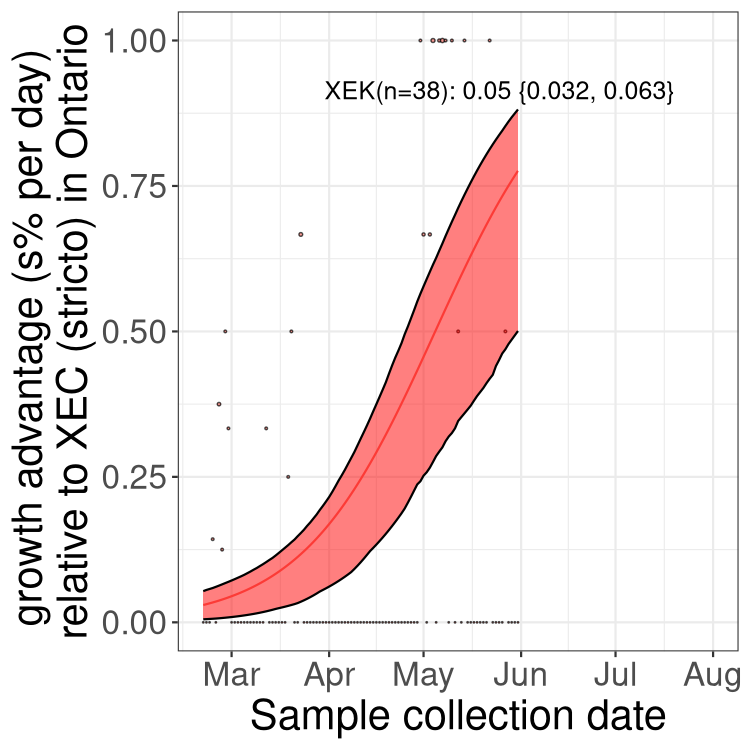 growth advantage (s% per day)
relative to XEC (stricto) in Ontario
1.00
0.75
0.50
0.25
0.00
XEK(n=38): 0.05 {0.032, 0.063}
Mar Apr May Jun Jul Aug
Sample collection date